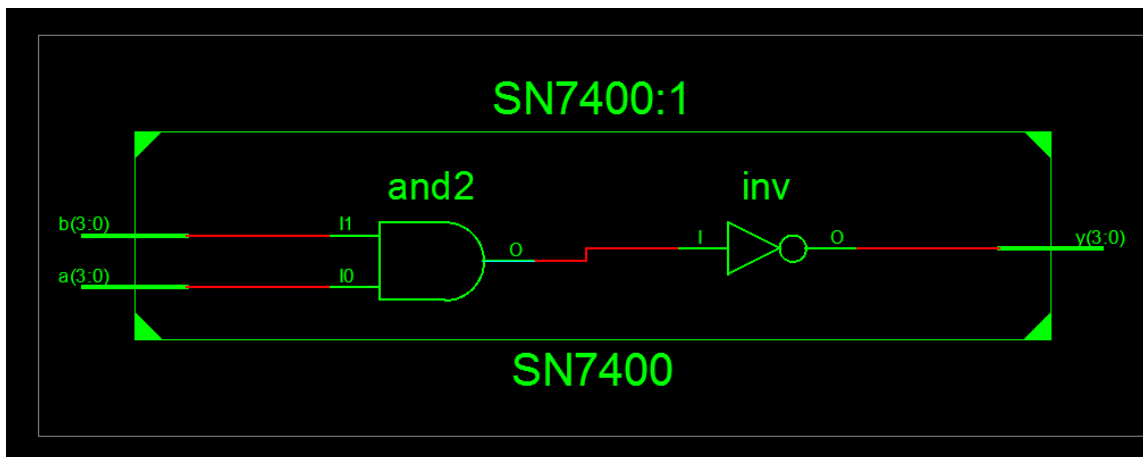 SN7400:1
and2
inv
b(3:0)
I1
O
I
O
y(3:0)
a(3:0)
I0
SN7400